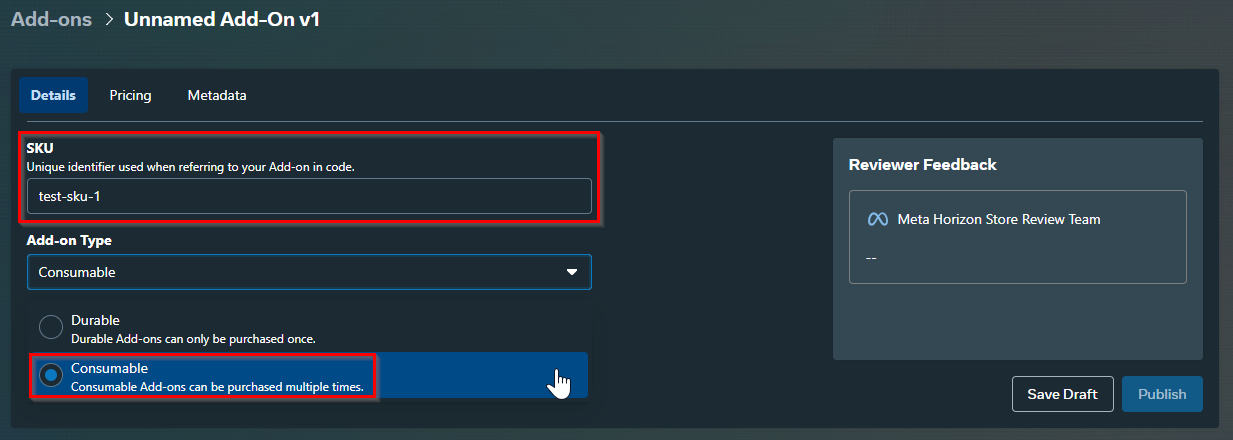 Add-ons > Unnamed Add-On v1
Details Pricing Metadata
SKU
Unique identifier used when referring to your Add-on in code.
test-sku-1
Add-on Type
Consumable
Durable
Durable Add-ons can only be purchased once.
Consumable
Consumable Add-ons can be purchased multiple times.
Reviewer Feedback
Meta Horizon Store Review Team
--
Save Draft Publish